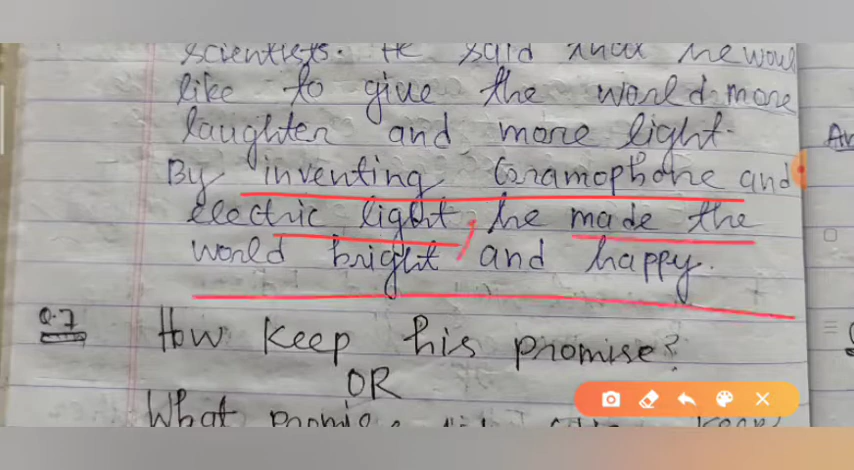 scientists. He said that he woul
like to give the world more
laughter and more light.
By inventing Gramophone and
electric light, he made the
world bright and happy.
Q.7 How keep his promise?
OR
What